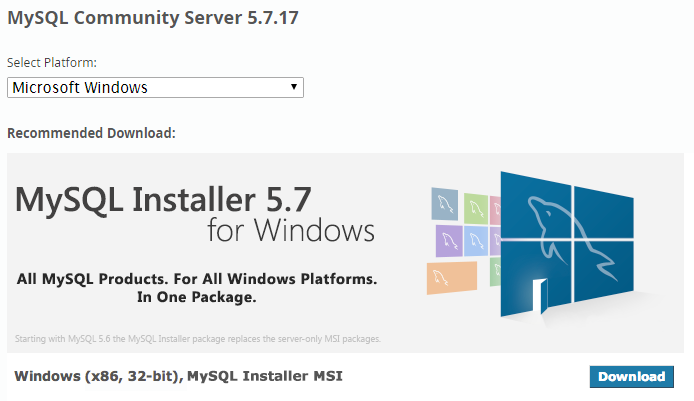 MySQL Community Server 5.7.17
Select Platform:
Microsoft Windows
Recommended Download:
MySQL Installer 5.7
for Windows
All MySQL Products. For All Windows Platforms.
In One Package.
Starting with MySQL 5.6 the MySQL Installer package replaces the server-only MSI packages.
Windows (x86, 32-bit), MySQL Installer MSI
Download